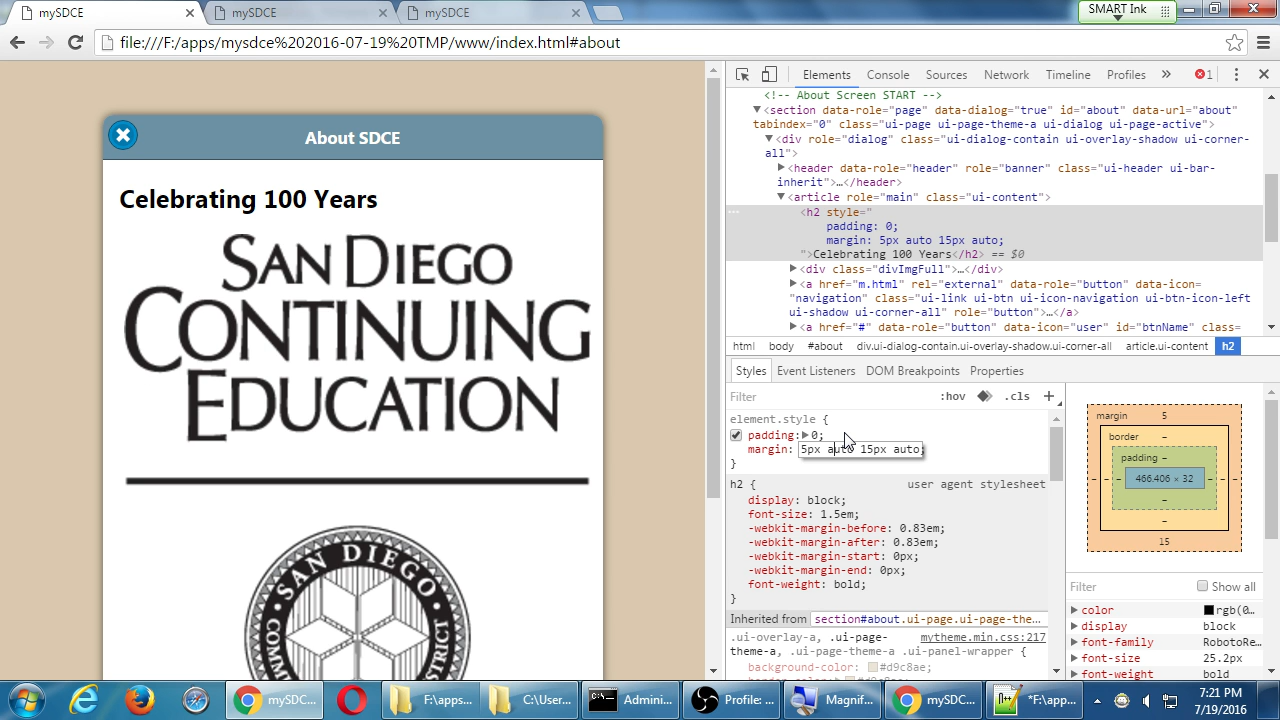 mySDCE
mySDCE
mySDCE
SMART Ink
file:///F:/apps/mysdce%202016-07-19%20TMP/www/index.html#about
About SDCE
Celebrating 100 Years
SAN DIEGO
CONTINUING
EDUCATION
SAN DIEGO
Elements Console Sources Network Timeline Profiles » 1
<!-- About Screen START -->
▼<section data-role="page" data-dialog="true" id="about" data-url="about"
tabindex="0" class="ui-page ui-page-theme-a ui-dialog ui-page-active">
▼<div role="dialog" class="ui-dialog-contain ui-overlay-shadow ui-corner-
all">
▶<header data-role="header" role="banner" class="ui-header ui-bar-
inherit">…</header>
▼<article role="main" class="ui-content">
<h2 style="
padding: 0;
margin: 5px auto 15px auto;
">Celebrating 100 Years</h2> == $0
▶<div class="divImgFull">…</div>
▶<a href="m.html" rel="external" data-role="button" data-icon=
"navigation" class="ui-link ui-btn ui-icon-navigation ui-btn-icon-left
ui-shadow ui-corner-all" role="button">…</a>
▶<a href="#" data-role="button" data-icon="user" id="btnName" class=
html body #about div.ui-dialog-contain.ui-overlay-shadow.ui-corner-all article.ui-content h2
Styles Event Listeners DOM Breakpoints Properties
Filter :hov .cls +
element.style {
padding:▶0;
margin: 5px auto 15px auto;
}
h2 { user agent stylesheet
display: block;
font-size: 1.5em;
-webkit-margin-before: 0.83em;
-webkit-margin-after: 0.83em;
-webkit-margin-start: 0px;
-webkit-margin-end: 0px;
font-weight: bold;
}
Inherited from section#about.ui-page.ui-page-the…
.ui-overlay-a, .ui-page- mytheme.min.css:217
theme-a, .ui-page-theme-a .ui-panel-wrapper {
background-color: #d9c8ae;
margin 5
border –
padding –
– – – 466.406 × 32 – – –
–
–
15
Filter Show all
▶color rgb(0…
▶display block
▶font-family RobotoRe…
▶font-size 25.2px
▶font-weight bold
mySDC...
F:\apps...
C:\User...
Admini...
Profile: ...
Magnif...
mySDC...
*F:\app...
7:21 PM
7/19/2016